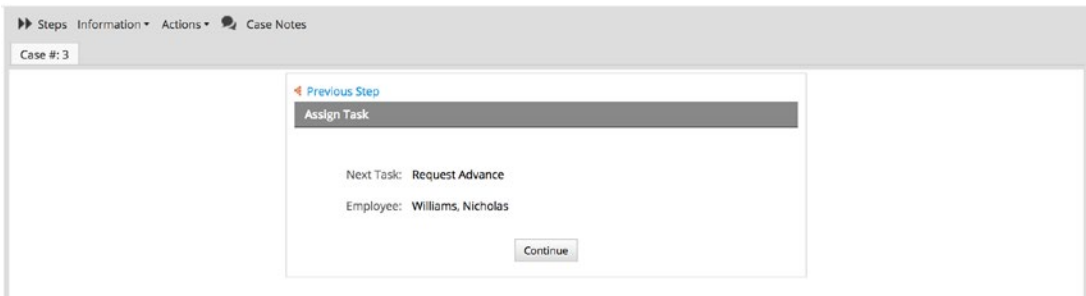 Steps Information Actions Case Notes
Case #: 3
Previous Step
Assign Task
Next Task: Request Advance
Employee: Williams, Nicholas
Continue